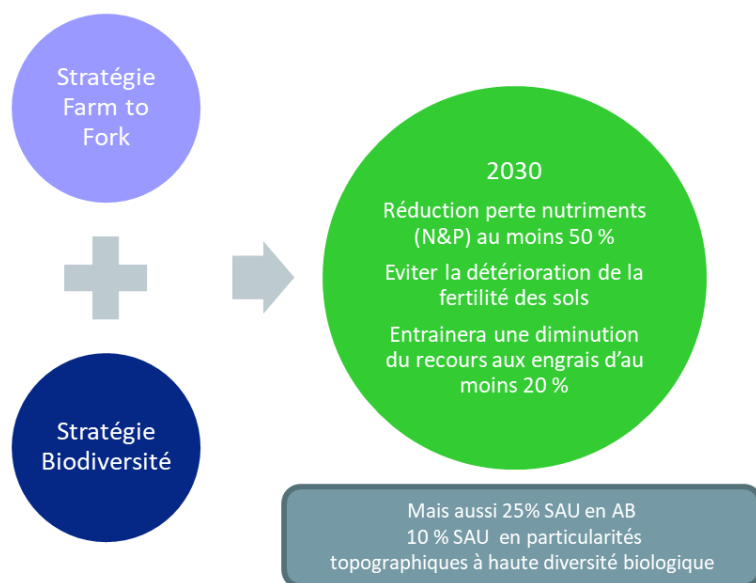 Stratégie
Farm to
Fork
Stratégie
Biodiversité
2030
Réduction perte nutriments
(N&P) au moins 50 %
Eviter la détérioration de la
fertilité des sols
Entrainera une diminution
du recours aux engrais d'au
moins 20 %
Mais aussi 25% SAU en AB
10 % SAU en particularités
topographiques à haute diversité biologique